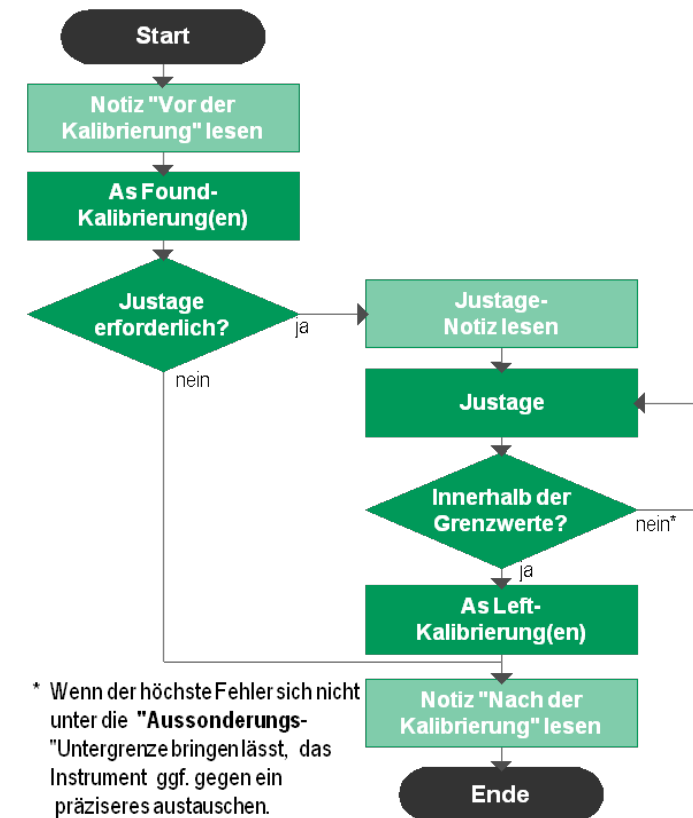 Start
Notiz "Vor der
Kalibrierung" lesen
As Found-
Kalibrierung(en)
Justage
erforderlich?
ja
nein
Justage-
Notiz lesen
Justage
Innerhalb der
Grenzwerte?
nein*
ja
As Left-
Kalibrierung(en)
Notiz "Nach der
Kalibrierung" lesen
Ende
* Wenn der höchste Fehler sich nicht
unter die "Aussonderungs-
"Untergrenze bringen lässt, das
Instrument ggf. gegen ein
präziseres austauschen.